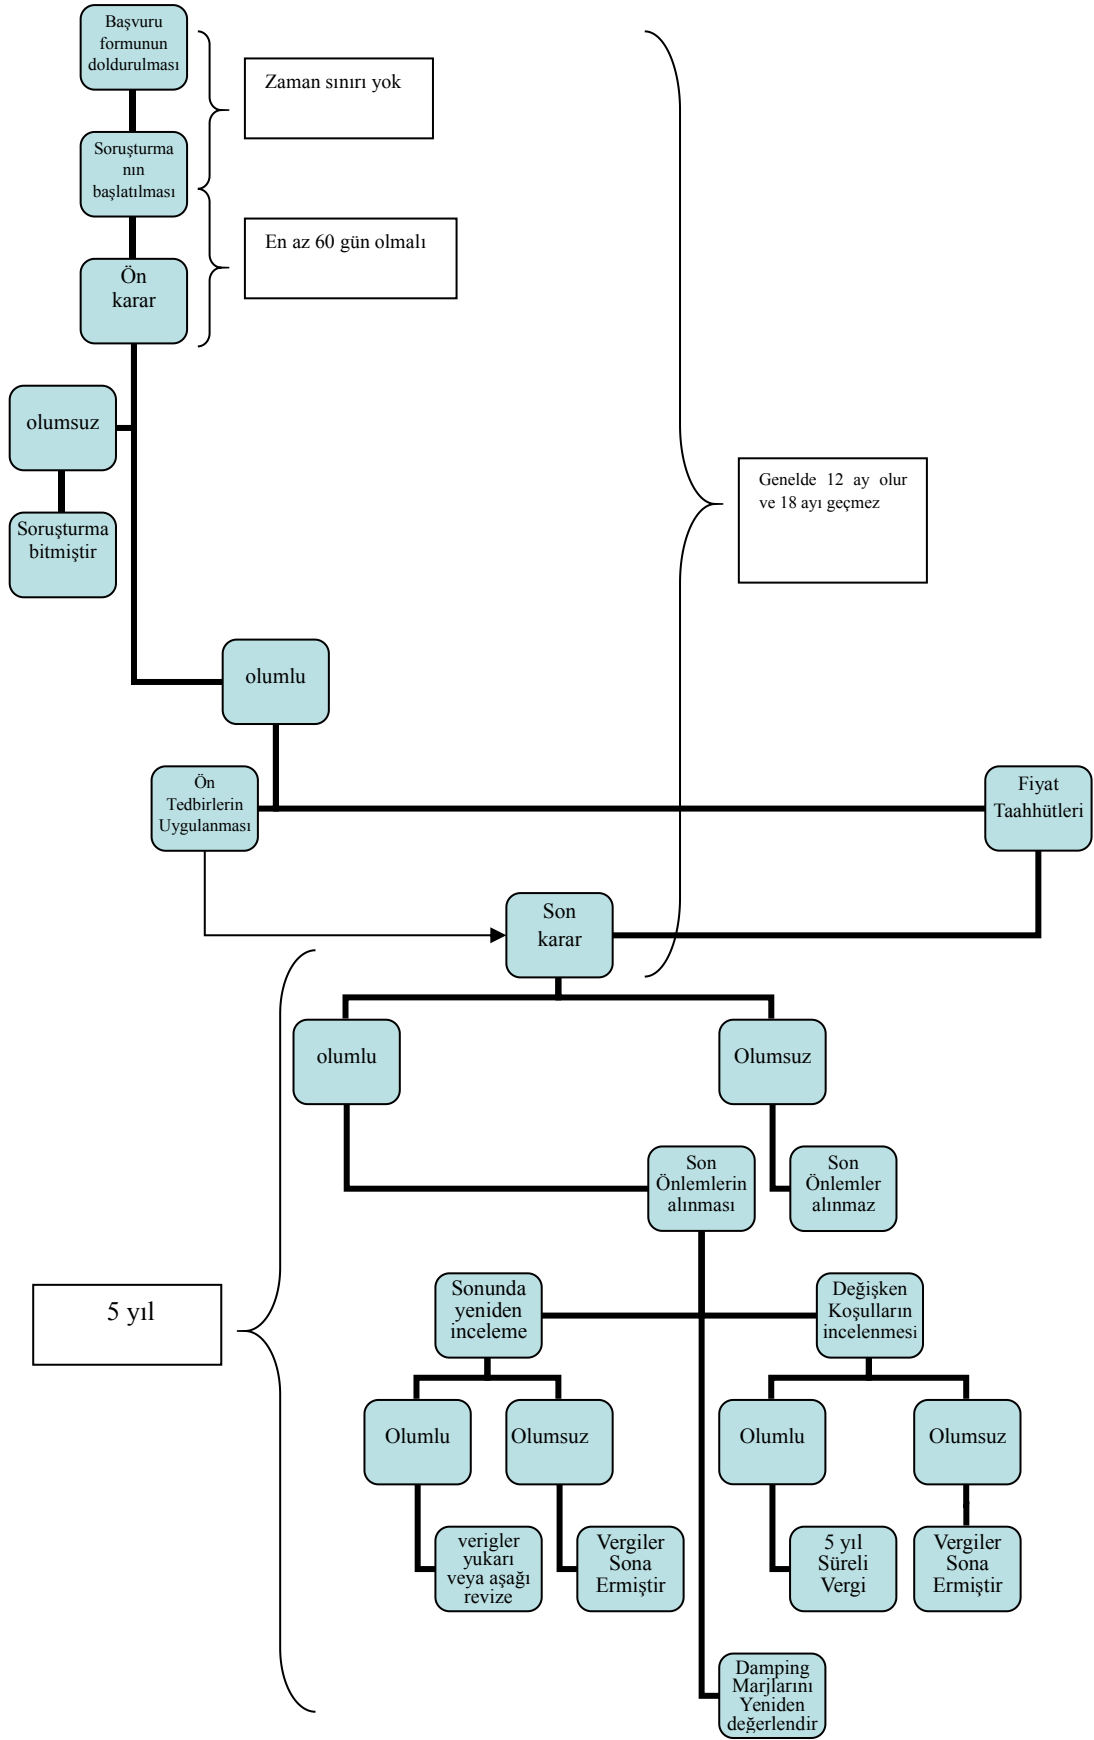 Başvuru
formunun
doldurulması
Zaman sınırı yok
Soruşturma
nın
başlatılması
En az 60 gün olmalı
Ön
karar
olumsuz
Genelde 12 ay olur
ve 18 ayı geçmez
Soruşturma
bitmiştir
olumlu
Ön
Tedbirlerin
Uygulanması
Fiyat
Taahhütleri
Son
karar
olumlu
Olumsuz
Son
Önlemlerin
alınması
Son
Önlemler
alınmaz
5 yıl
Sonunda
yeniden
inceleme
Değişken
Koşulların
incelenmesi
Olumlu
Olumsuz
Olumlu
Olumsuz
verigler
yukarı
veya aşağı
revize
Vergiler
Sona
Ermiştir
5 yıl
Süreli
Vergi
Vergiler
Sona
Ermiştir
Damping
Marjlarını
Yeniden
değerlendir